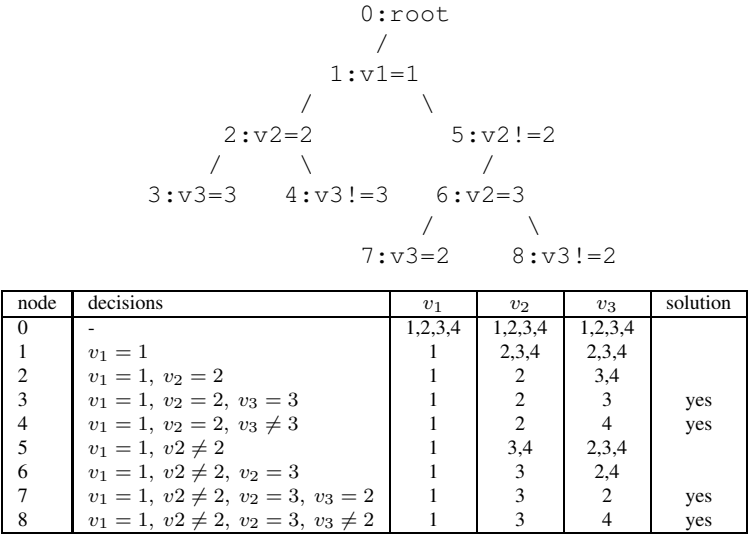 0:root
/
1:v1=1
/ \
2:v2=2 5:v2!=2
/ \ /
3:v3=3 4:v3!=3 6:v2=3
/ \
7:v3=2 8:v3!=2
node decisions v₁ v₂ v₃ solution
0 - 1,2,3,4 1,2,3,4 1,2,3,4
1 v₁ = 1 1 2,3,4 2,3,4
2 v₁ = 1, v₂ = 2 1 2 3,4
3 v₁ = 1, v₂ = 2, v₃ = 3 1 2 3 yes
4 v₁ = 1, v₂ = 2, v₃ ≠ 3 1 2 4 yes
5 v₁ = 1, v2 ≠ 2 1 3,4 2,3,4
6 v₁ = 1, v2 ≠ 2, v₂ = 3 1 3 2,4
7 v₁ = 1, v2 ≠ 2, v₂ = 3, v₃ = 2 1 3 2 yes
8 v₁ = 1, v2 ≠ 2, v₂ = 3, v₃ ≠ 2 1 3 4 yes